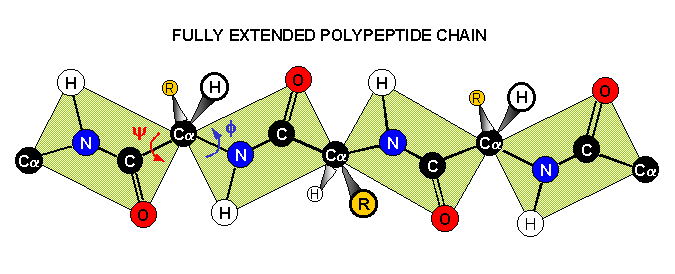 FULLY EXTENDED POLYPEPTIDE CHAIN
H R H O H R H O
Ψ Cα ϕ C N Cα
N N C Cα N C
Cα C C N Cα
O H H R O H